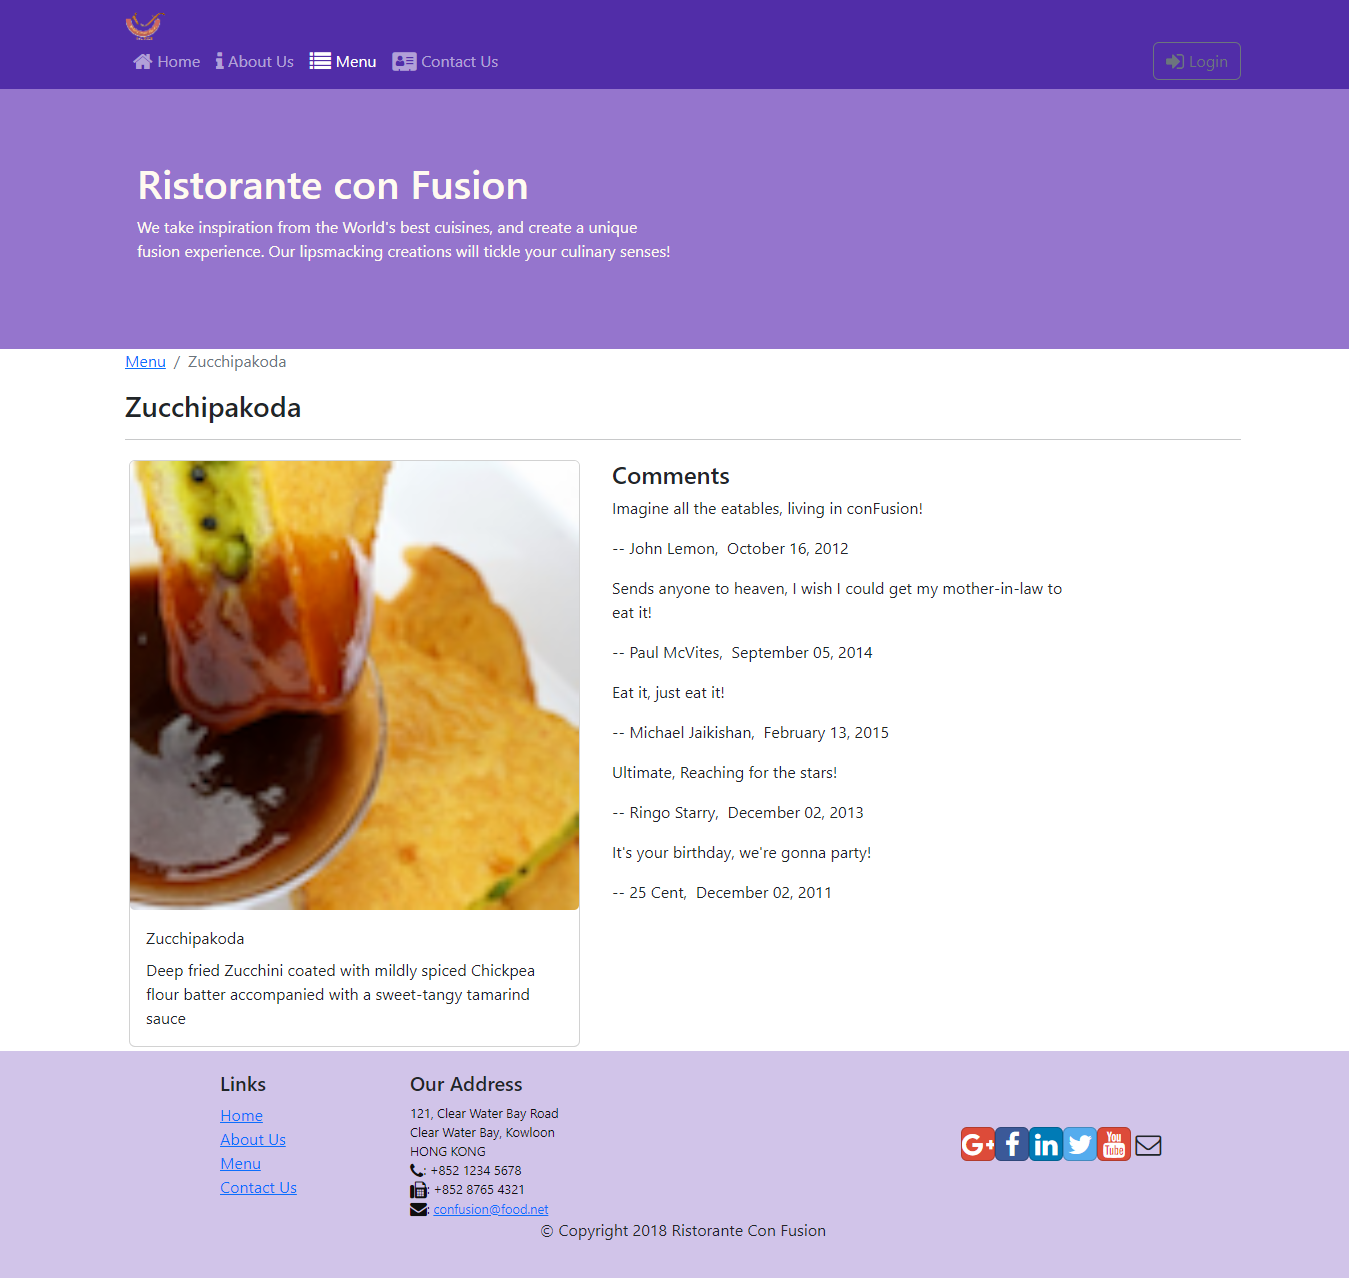 Home About Us Menu Contact Us Login
Ristorante con Fusion
We take inspiration from the World's best cuisines, and create a unique
fusion experience. Our lipsmacking creations will tickle your culinary senses!
Menu / Zucchipakoda
Zucchipakoda
Comments
Imagine all the eatables, living in conFusion!
-- John Lemon, October 16, 2012
Sends anyone to heaven, I wish I could get my mother-in-law to
eat it!
-- Paul McVites, September 05, 2014
Eat it, just eat it!
-- Michael Jaikishan, February 13, 2015
Ultimate, Reaching for the stars!
-- Ringo Starry, December 02, 2013
It's your birthday, we're gonna party!
-- 25 Cent, December 02, 2011
Zucchipakoda
Deep fried Zucchini coated with mildly spiced Chickpea
flour batter accompanied with a sweet-tangy tamarind
sauce
Links
Home
About Us
Menu
Contact Us
Our Address
121, Clear Water Bay Road
Clear Water Bay, Kowloon
HONG KONG
: +852 1234 5678
: +852 8765 4321
: confusion@food.net
G+ f in You Tube
© Copyright 2018 Ristorante Con Fusion